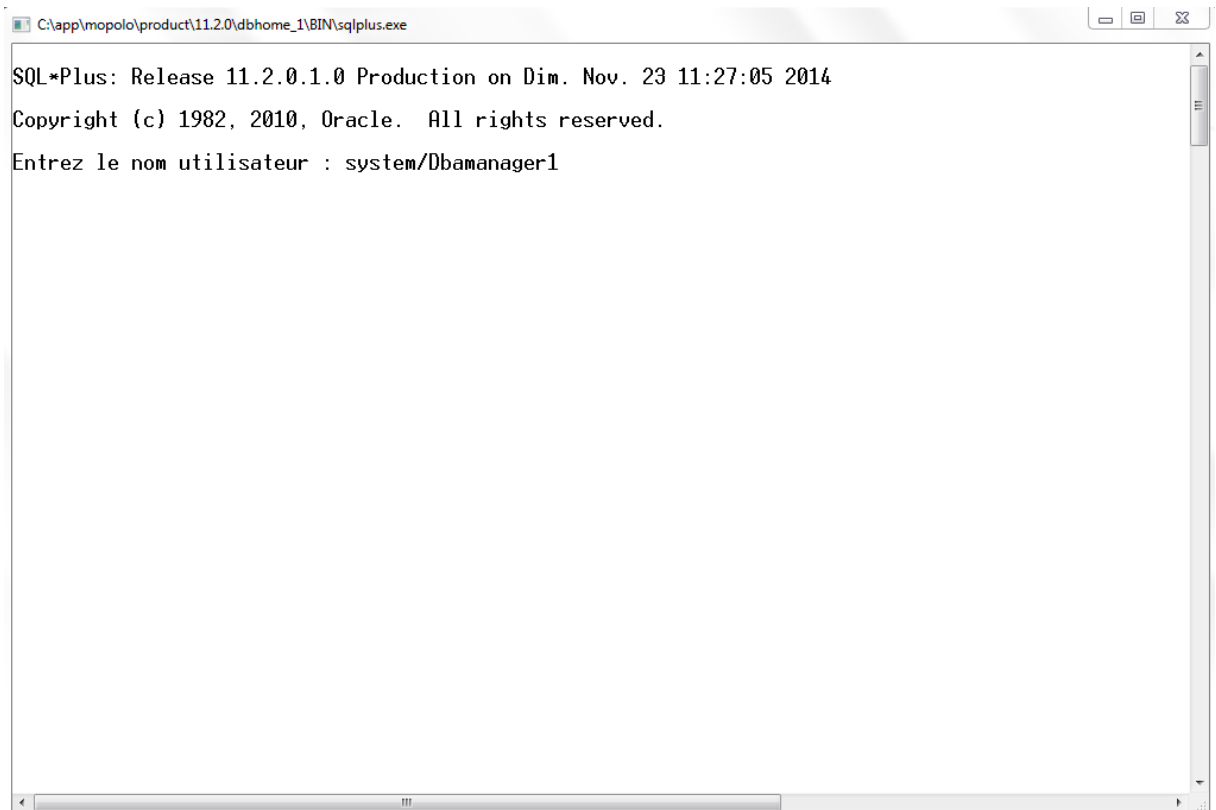 C:\app\mopolo\product\11.2.0\dbhome_1\BIN\sqlplus.exe
SQL*Plus: Release 11.2.0.1.0 Production on Dim. Nov. 23 11:27:05 2014
Copyright (c) 1982, 2010, Oracle.  All rights reserved.
Entrez le nom utilisateur : system/Dbamanager1